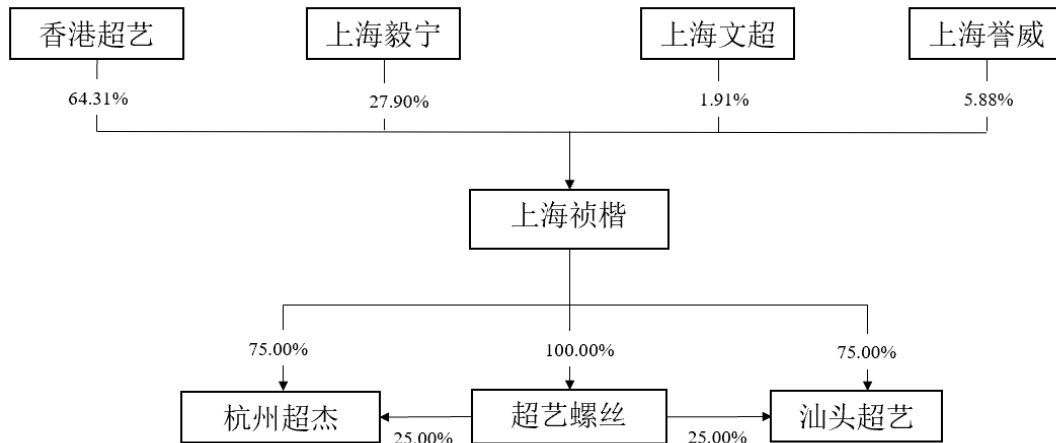 香港超艺
上海毅宁
上海文超
上海誉威
64.31%
27.90%
1.91%
5.88%
上海祯楷
75.00%
100.00%
75.00%
杭州超杰
超艺螺丝
汕头超艺
25.00%
25.00%